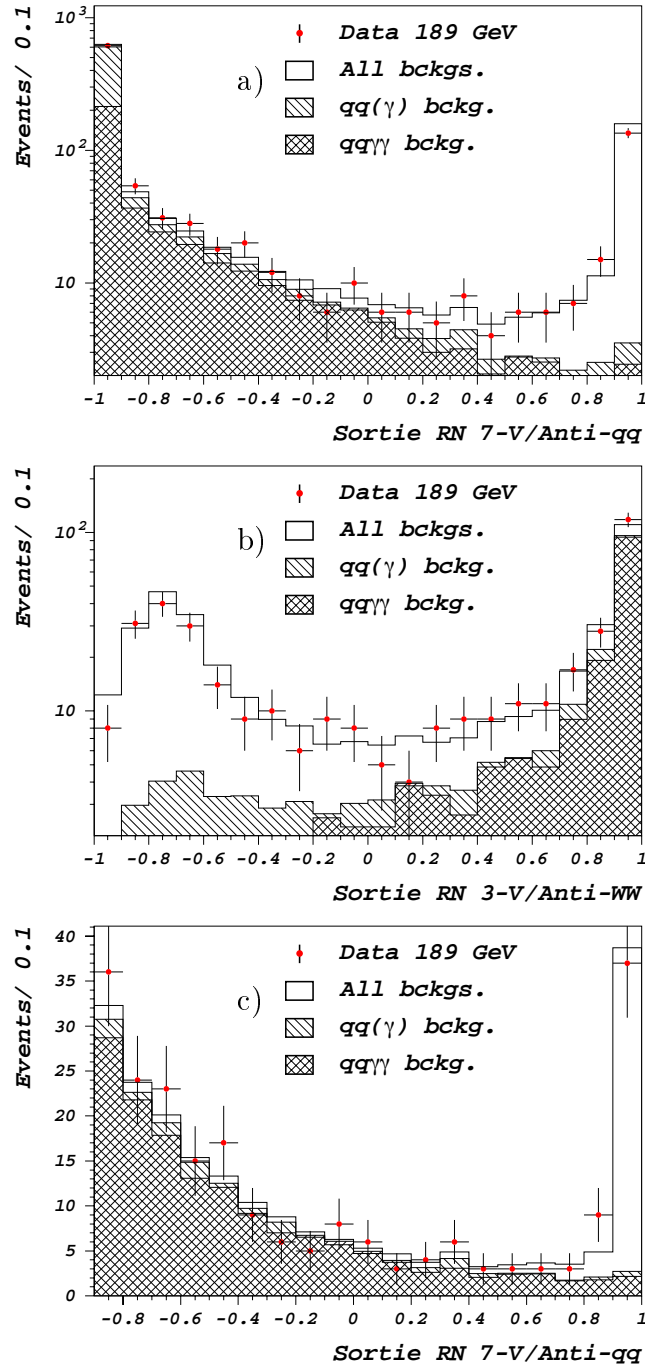 Events/ 0.1
10³
10²
10
a)
Data 189 GeV
All bckgs.
qq(γ) bckg.
qqγγ bckg.
-1 -0.8 -0.6 -0.4 -0.2 0 0.2 0.4 0.6 0.8 1
Sortie RN 7-V/Anti-qq
Events/ 0.1
10²
10
b)
Data 189 GeV
All bckgs.
qq(γ) bckg.
qqγγ bckg.
-1 -0.8 -0.6 -0.4 -0.2 0 0.2 0.4 0.6 0.8 1
Sortie RN 3-V/Anti-WW
Events/ 0.1
40
35
30
25
20
15
10
5
0
c)
Data 189 GeV
All bckgs.
qq(γ) bckg.
qqγγ bckg.
-0.8 -0.6 -0.4 -0.2 0 0.2 0.4 0.6 0.8 1
Sortie RN 7-V/Anti-qq